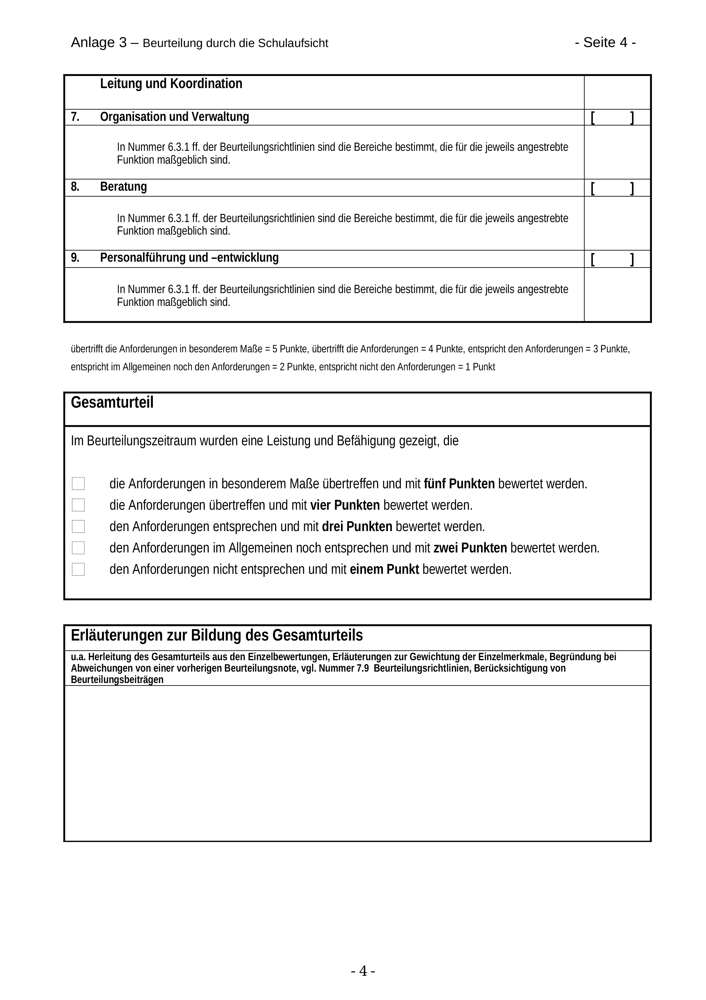 Anlage 3 – Beurteilung durch die Schulaufsicht - Seite 4 -
Leitung und Koordination
7. Organisation und Verwaltung [ ]
In Nummer 6.3.1 ff. der Beurteilungsrichtlinien sind die Bereiche bestimmt, die für die jeweils angestrebte
Funktion maßgeblich sind.
8. Beratung [ ]
In Nummer 6.3.1 ff. der Beurteilungsrichtlinien sind die Bereiche bestimmt, die für die jeweils angestrebte
Funktion maßgeblich sind.
9. Personalführung und –entwicklung [ ]
In Nummer 6.3.1 ff. der Beurteilungsrichtlinien sind die Bereiche bestimmt, die für die jeweils angestrebte
Funktion maßgeblich sind.
übertrifft die Anforderungen in besonderem Maße = 5 Punkte, übertrifft die Anforderungen = 4 Punkte, entspricht den Anforderungen = 3 Punkte,
entspricht im Allgemeinen noch den Anforderungen = 2 Punkte, entspricht nicht den Anforderungen = 1 Punkt
Gesamturteil
Im Beurteilungszeitraum wurden eine Leistung und Befähigung gezeigt, die
die Anforderungen in besonderem Maße übertreffen und mit fünf Punkten bewertet werden.
die Anforderungen übertreffen und mit vier Punkten bewertet werden.
den Anforderungen entsprechen und mit drei Punkten bewertet werden.
den Anforderungen im Allgemeinen noch entsprechen und mit zwei Punkten bewertet werden.
den Anforderungen nicht entsprechen und mit einem Punkt bewertet werden.
Erläuterungen zur Bildung des Gesamturteils
u.a. Herleitung des Gesamturteils aus den Einzelbewertungen, Erläuterungen zur Gewichtung der Einzelmerkmale, Begründung bei
Abweichungen von einer vorherigen Beurteilungsnote, vgl. Nummer 7.9 Beurteilungsrichtlinien, Berücksichtigung von
Beurteilungsbeiträgen
- 4 -